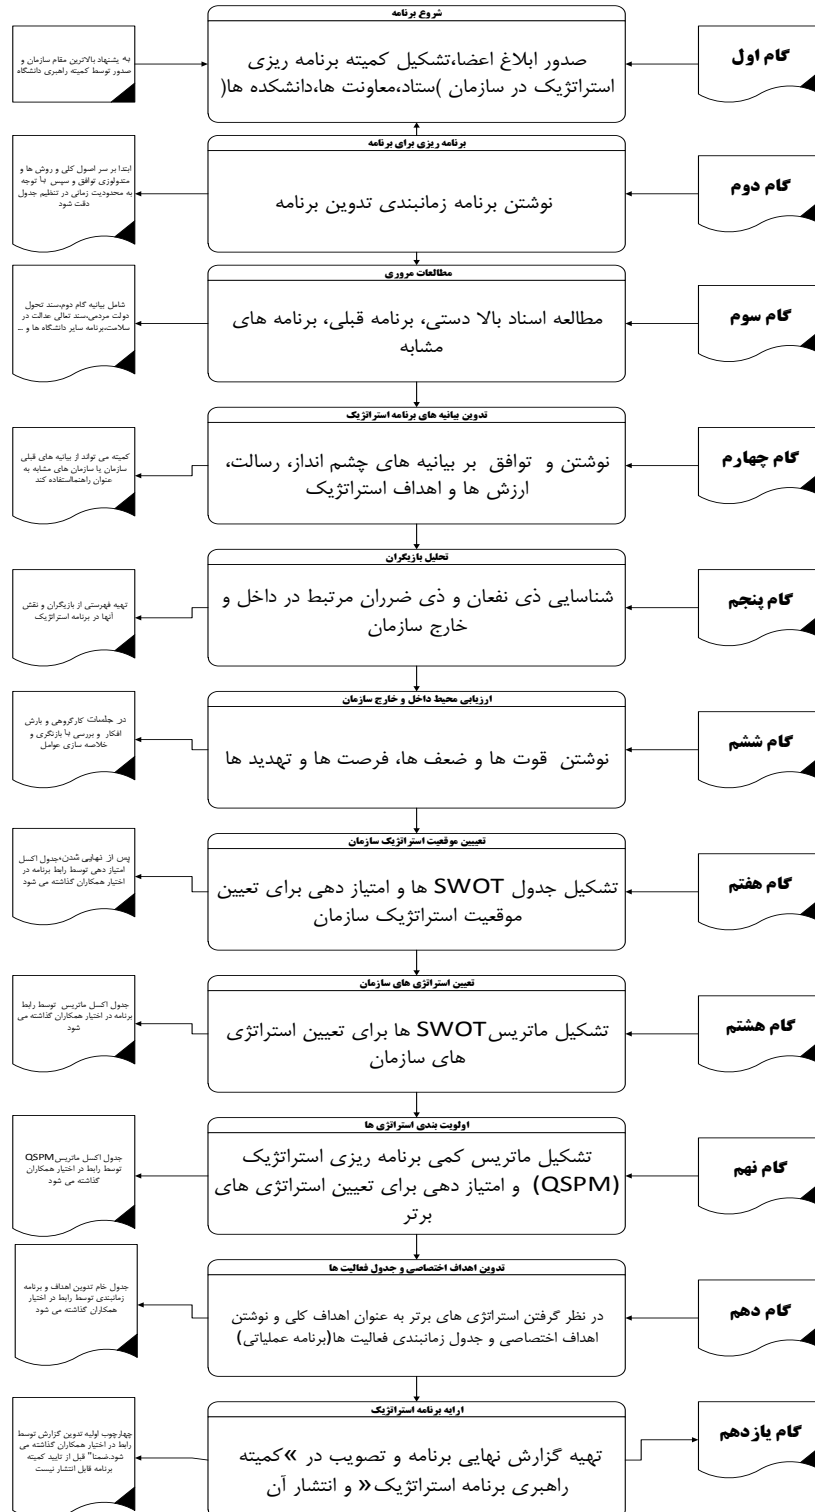 شروع برنامه
گام اول
صدور ابلاغ اعضا،تشکیل کمیته برنامه ریزی
استراتژیک در سازمان )ستاد،معاونت ها،دانشکده ها(
به پشنهاد بالاترین مقام سازمان و
صدور توسط کمیته راهبری دانشگاه
برنامه ریزی برای برنامه
گام دوم
نوشتن برنامه زمانبندی تدوین برنامه
ابتدا بر سر اصول کلی و روش ها و
متدولوزی توافق و سپس با توجه
به محدودیت زمانی در تنظیم جدول
دقت شود
مطالعات مروری
گام سوم
مطالعه اسناد بالا دستی، برنامه قبلی، برنامه های
مشابه
شامل بیانیه گام دوم،سند تحول
دولت مردمی،سند تعالی عدالت در
سلامت،برنامه سایر دانشگاه ها و ...
تدوین بیانیه های برنامه استراتژیک
گام چهارم
نوشتن و توافق بر بیانیه های چشم انداز، رسالت،
ارزش ها و اهداف استراتژیک
کمیته می تواند از بیانیه های قبلی
سازمان یا سازمان های مشابه به
عنوان راهنمااستفاده کند
تحلیل بازیگران
گام پنجم
شناسایی ذی نفعان و ذی ضرران مرتبط در داخل و
خارج سازمان
تهیه فهرستی از بازیگران و نقش
آنها در برنامه استراتژیک
ارزیابی محیط داخل و خارج سازمان
گام ششم
نوشتن قوت ها و ضعف ها، فرصت ها و تهدید ها
در جلسات کارگروهی و بارش
افکار و بررسی با بازنگری و
خلاصه سازی عوامل
تعییین موقعیت استراتژیک سازمان
گام هفتم
تشکیل جدول SWOT ها و امتیاز دهی برای تعیین
موقعیت استراتژیک سازمان
پس از نهایی شدن،جدول اکسل
امتیاز دهی توسط رابط برنامه در
اختیار همکاران گذاشته می شود
تعیین استراتژی های سازمان
گام هشتم
تشکیل ماتریسSWOT ها برای تعیین استراتژی
های سازمان
جدول اکسل ماتریس توسط رابط
برنامه در اختیار همکاران گذاشته می
شود
اولویت بندی استراتژی ها
گام نهم
تشکیل ماتریس کمی برنامه ریزی استراتژیک
(QSPM) و امتیاز دهی برای تعیین استراتژی های
برتر
جدول اکسل ماتریسQSPM
توسط رابط در اختیار همکاران
گذاشته می شود
تدوین اهداف اختصاصی و جدول فعالیت ها
گام دهم
در نظر گرفتن استراتژی های برتر به عنوان اهداف کلی و نوشتن
اهداف اختصاصی و جدول زمانبندی فعالیت ها(برنامه عملیاتی)
جدول خام تدوین اهداف و برنامه
زمانبندی توسط رابط در اختیار
همکاران گذاشته می شود
ارایه برنامه استراتژیک
گام یازدهم
تهیه گزارش نهایی برنامه و تصویب در »کمیته
راهبری برنامه استراتژیک« و انتشار آن
چهارچوب اولیه تدوین گزارش توسط
رابط در اختیار همکاران گذاشته می
شود.ضمنا" قبل از تایید کمیته
برنامه قابل انتشار نیست